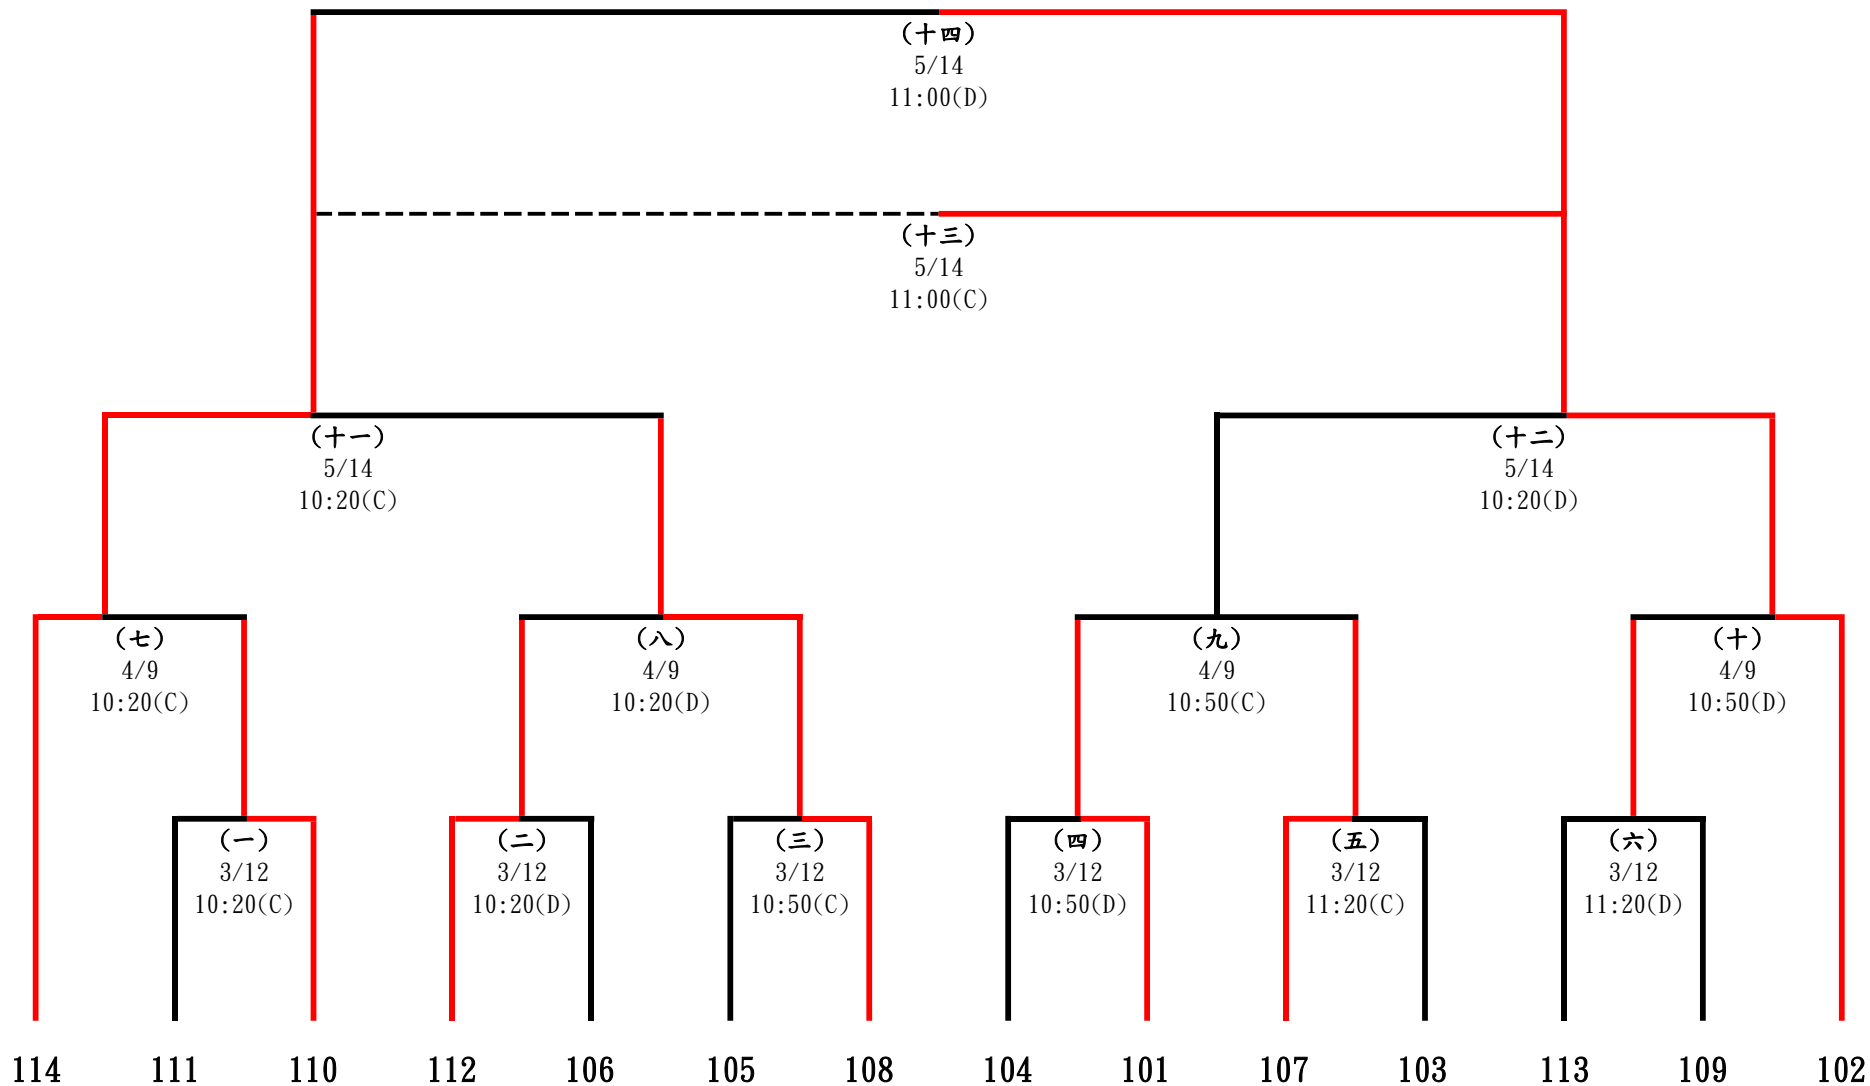 (十四)
5/14
11:00(D)
(十三)
5/14
11:00(C)
(十一)
5/14
10:20(C)
(十二)
5/14
10:20(D)
(七)
4/9
10:20(C)
(八)
4/9
10:20(D)
(九)
4/9
10:50(C)
(十)
4/9
10:50(D)
(一)
3/12
10:20(C)
(二)
3/12
10:20(D)
(三)
3/12
10:50(C)
(四)
3/12
10:50(D)
(五)
3/12
11:20(C)
(六)
3/12
11:20(D)
114 111 110 112 106 105 108 104 101 107 103 113 109 102